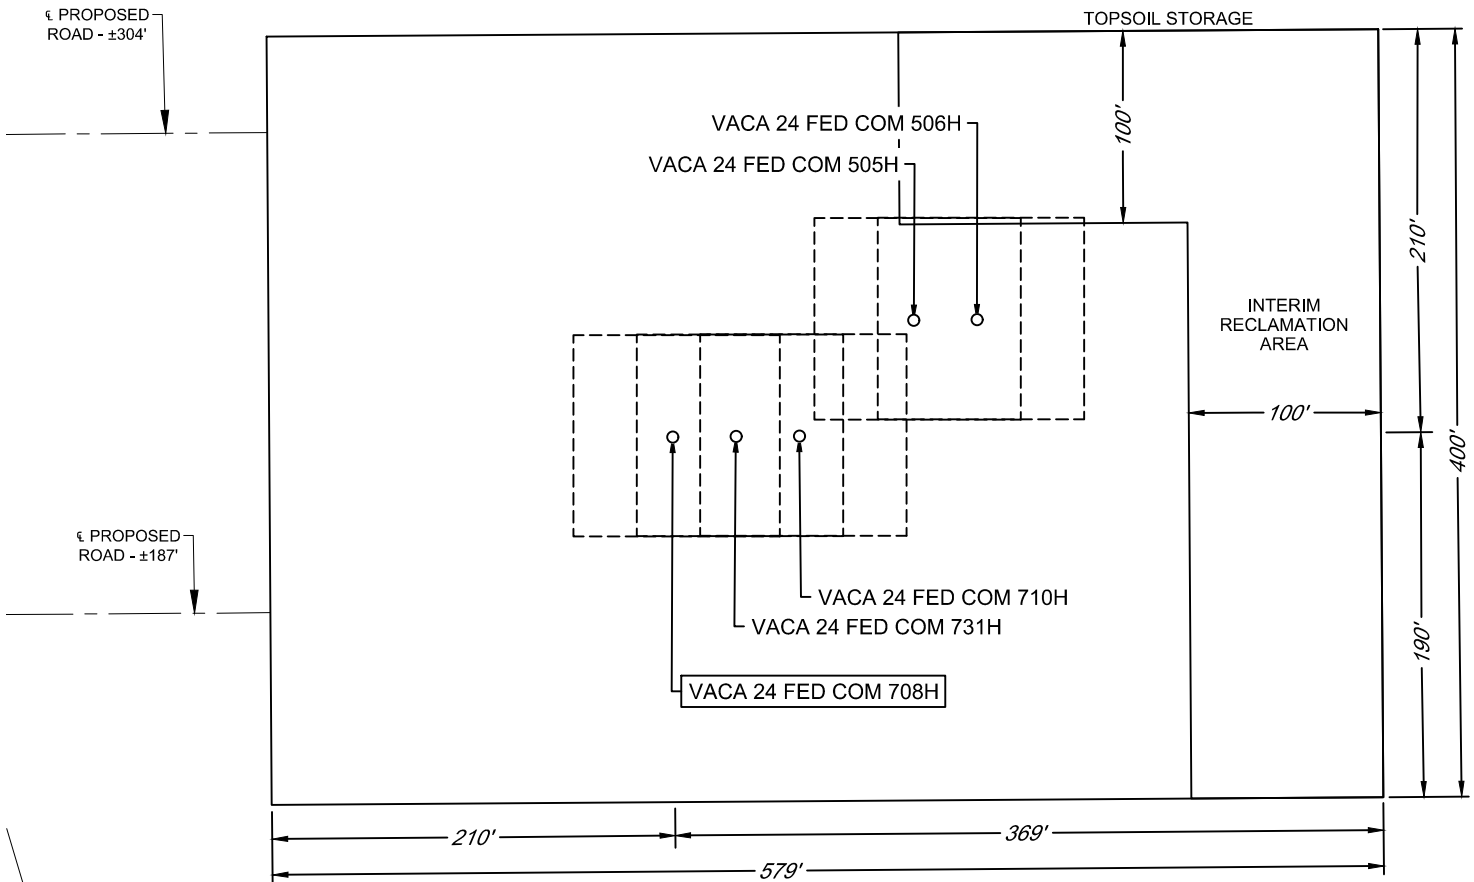 ℄ PROPOSED
ROAD - ±304'
TOPSOIL STORAGE
VACA 24 FED COM 506H
VACA 24 FED COM 505H
100'
210'
400'
INTERIM
RECLAMATION
AREA
100'
℄ PROPOSED
ROAD - ±187'
VACA 24 FED COM 710H
VACA 24 FED COM 731H
VACA 24 FED COM 708H
190'
210'
369'
579'